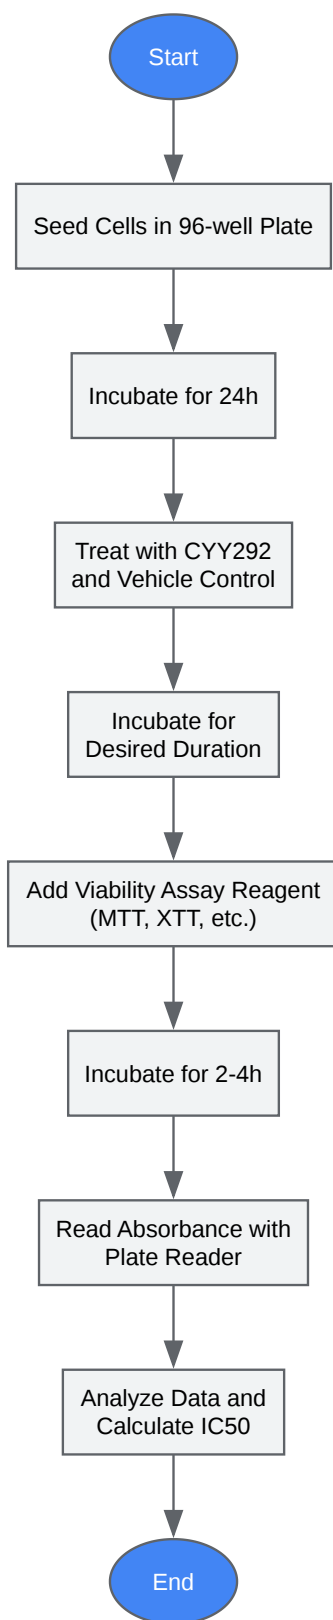 Start
Seed Cells in 96-well Plate
Incubate for 24h
Treat with CYY292
and Vehicle Control
Incubate for
Desired Duration
Add Viability Assay Reagent
(MTT, XTT, etc.)
Incubate for 2-4h
Read Absorbance with
Plate Reader
Analyze Data and
Calculate IC50
End